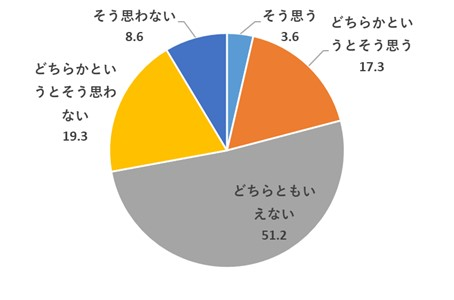 そう思う
3.6
どちらかとい
うとそう思う
17.3
どちらともい
えない
51.2
どちらかとい
うとそう思わ
ない
19.3
そう思わない
8.6